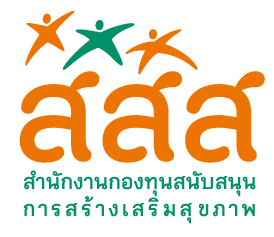 สสส
สำนักงานกองทุนสนับสนุน
การสร้างเสริมสุขภาพ